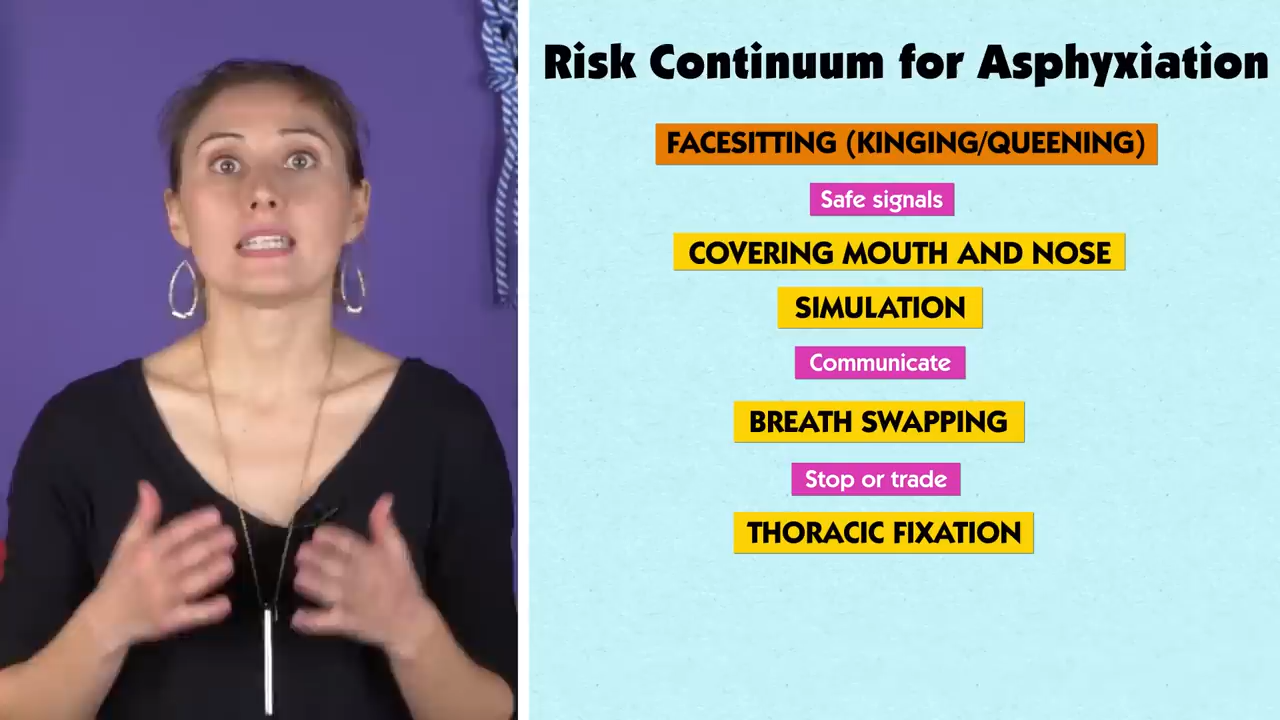 Risk Continuum for Asphyxiation
FACESITTING (KINGING/QUEENING)
Safe signals
COVERING MOUTH AND NOSE
SIMULATION
Communicate
BREATH SWAPPING
Stop or trade
THORACIC FIXATION